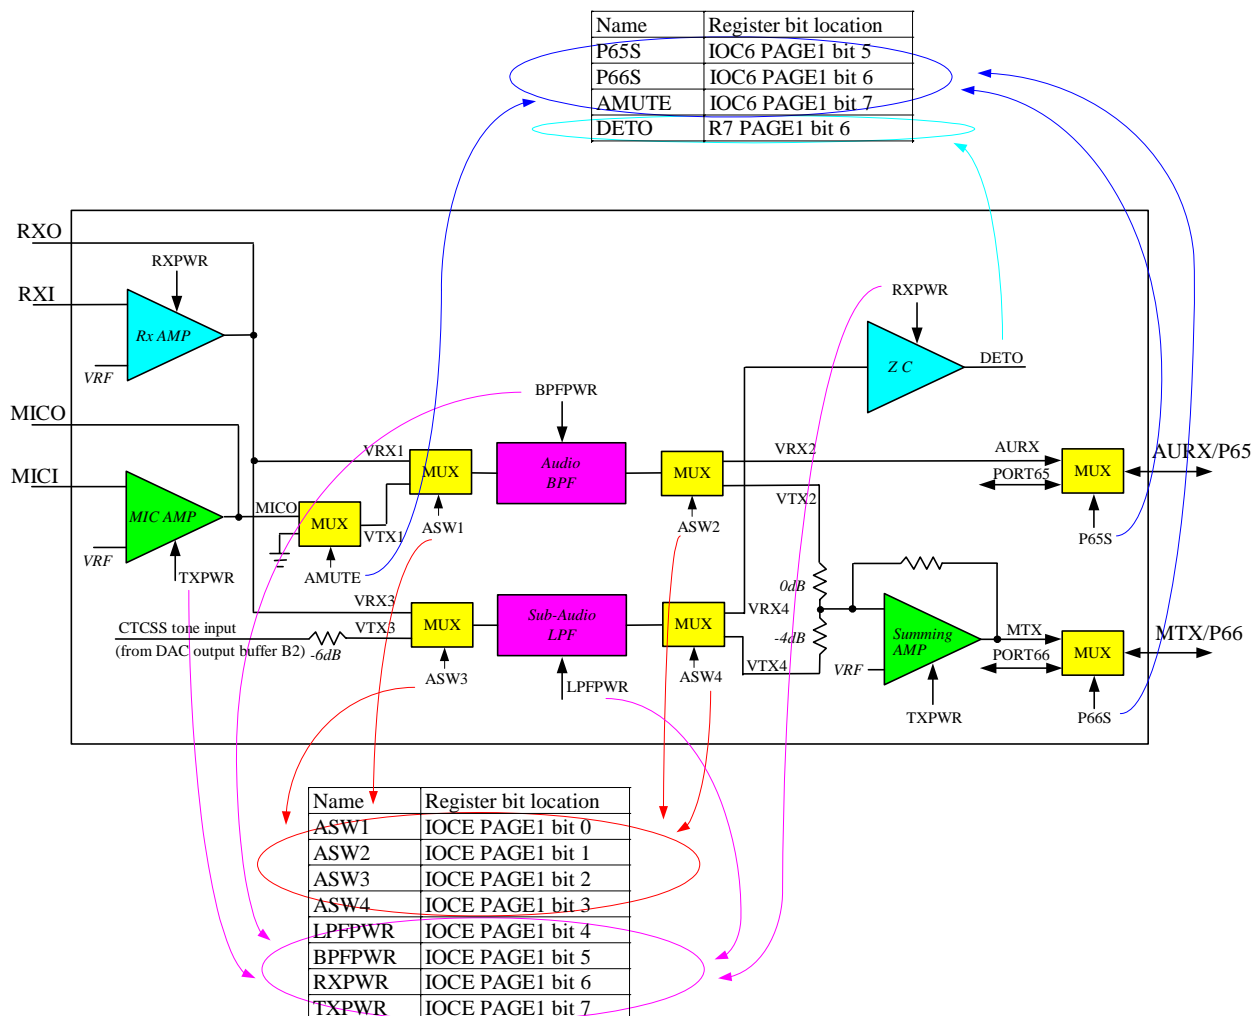 Name Register bit location
P65S IOC6 PAGE1 bit 5
P66S IOC6 PAGE1 bit 6
AMUTE IOC6 PAGE1 bit 7
DETO R7 PAGE1 bit 6
RXO
RXPWR
RXI
Rx AMP
VRF
RXPWR
Z C
DETO
MICO
BPFPWR
MICI
VRX1
MUX
Audio
BPF
MUX
VRX2
AURX
MUX
AURX/P65
PORT65
MIC AMP
MICO
MUX
VTX1
ASW1
ASW2
VTX2
P65S
VRF
TXPWR
AMUTE
0dB
VRX3
MUX
Sub-Audio
LPF
MUX
VRX4
CTCSS tone input
(from DAC output buffer B2)
-6dB
VTX3
-4dB
Summing
AMP
MTX
MUX
MTX/P66
PORT66
VTX4
VRF
ASW3
LPFPWR
ASW4
TXPWR
P66S
Name Register bit location
ASW1 IOCE PAGE1 bit 0
ASW2 IOCE PAGE1 bit 1
ASW3 IOCE PAGE1 bit 2
ASW4 IOCE PAGE1 bit 3
LPFPWR IOCE PAGE1 bit 4
BPFPWR IOCE PAGE1 bit 5
RXPWR IOCE PAGE1 bit 6
TXPWR IOCE PAGE1 bit 7